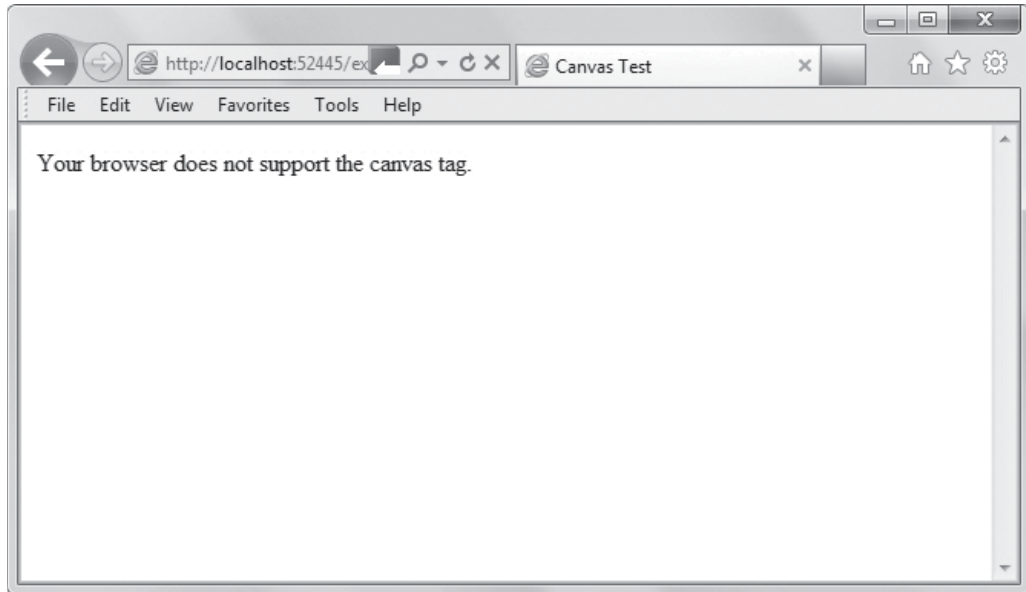 http://localhost:52445/ex
Canvas Test
File Edit View Favorites Tools Help
Your browser does not support the canvas tag.